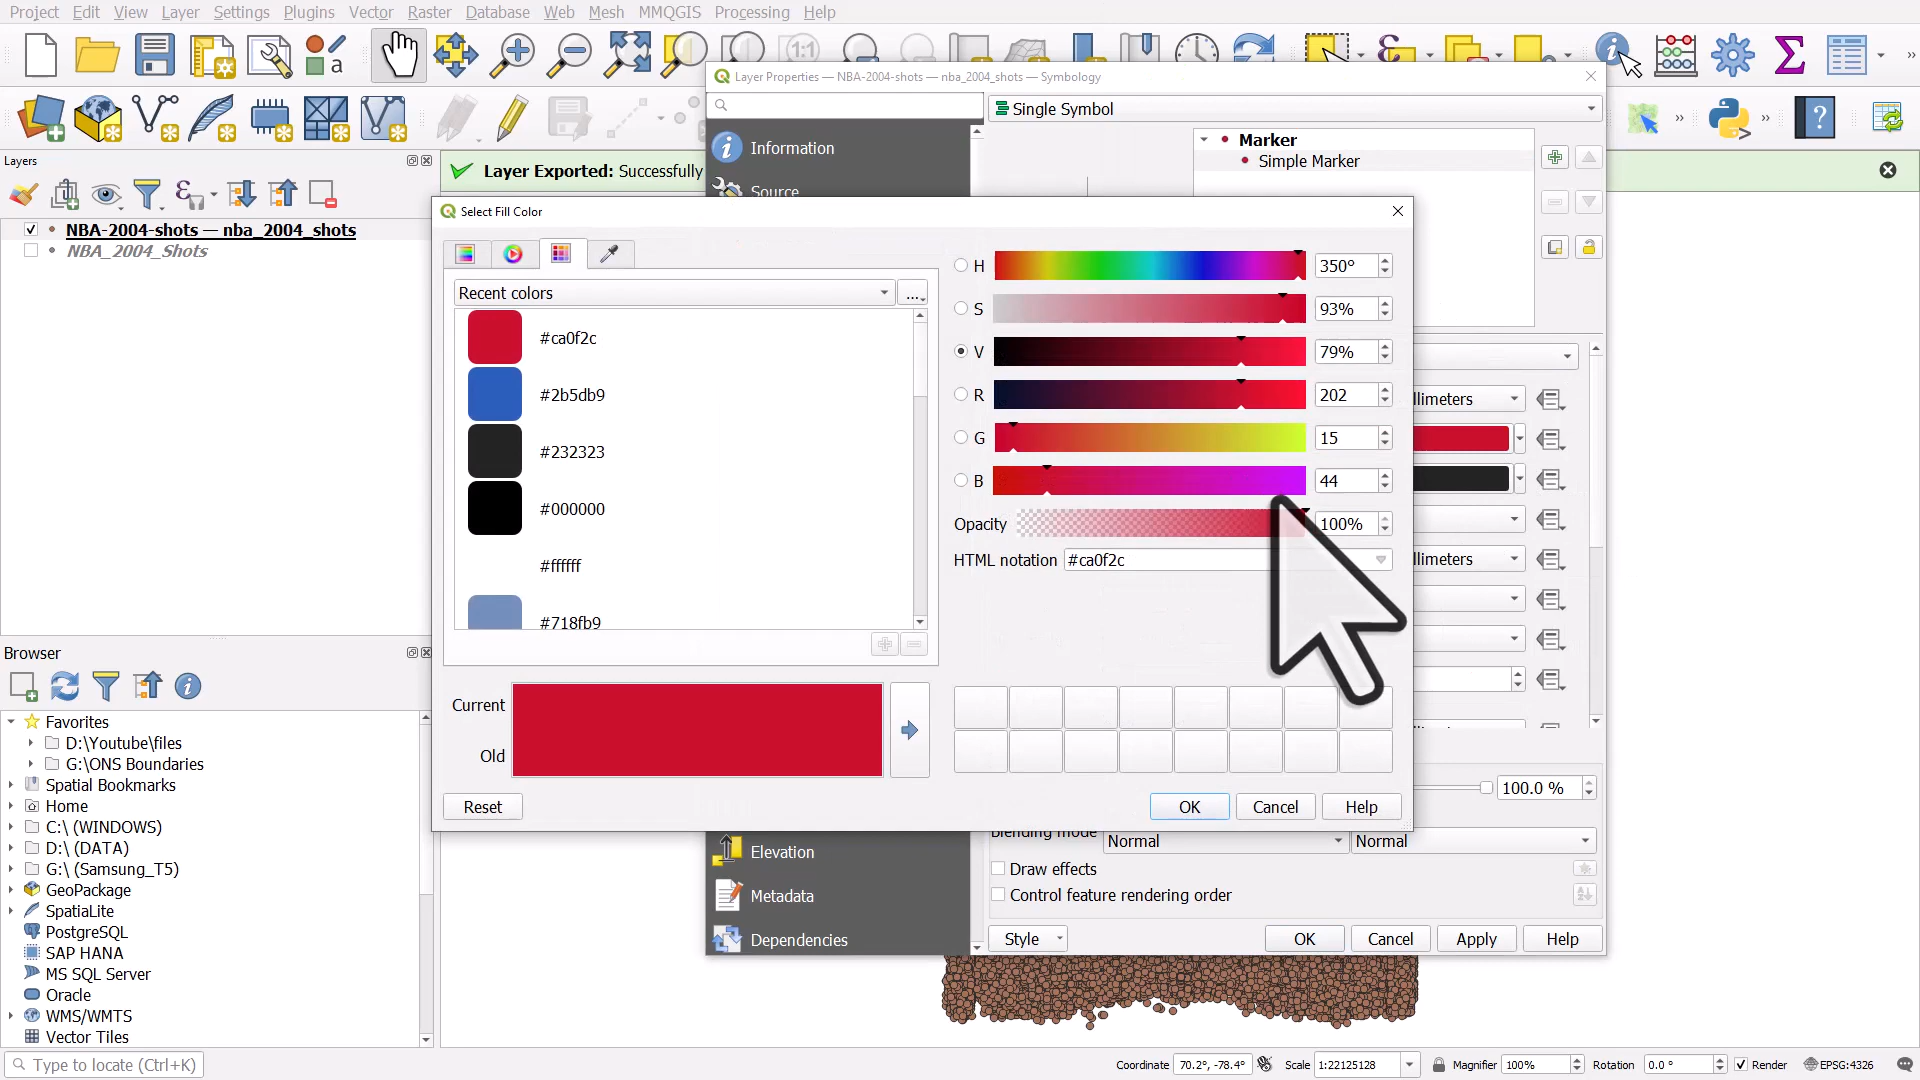 Project Edit View Layer Settings Plugins Vector Raster Database Web Mesh MMQGIS Processing Help
Layer Properties — NBA-2004-shots — nba_2004_shots — Symbology
Single Symbol
Marker
Simple Marker
Information
Source
Layers
Layer Exported: Successfully
NBA-2004-shots — nba_2004_shots
NBA_2004_Shots
Select Fill Color
Recent colors
...
#ca0f2c
#2b5db9
#232323
#000000
#ffffff
#718fb9
H 350°
S 93%
V 79%
R 202
G 15
B 44
Opacity 100%
HTML notation #ca0f2c
llimeters
llimeters
Current
Old
Reset
OK Cancel Help
100.0 %
Blending mode Normal Normal
Draw effects
Control feature rendering order
Elevation
Metadata
Dependencies
Style
OK Cancel Apply Help
Browser
Favorites
D:\Youtube\files
G:\ONS Boundaries
Spatial Bookmarks
Home
C:\ (WINDOWS)
D:\ (DATA)
G:\ (Samsung_T5)
GeoPackage
SpatiaLite
PostgreSQL
SAP HANA
MS SQL Server
Oracle
WMS/WMTS
Vector Tiles
Type to locate (Ctrl+K)
Coordinate 70.2°, -78.4° Scale 1:22125128 Magnifier 100% Rotation 0.0 ° Render EPSG:4326